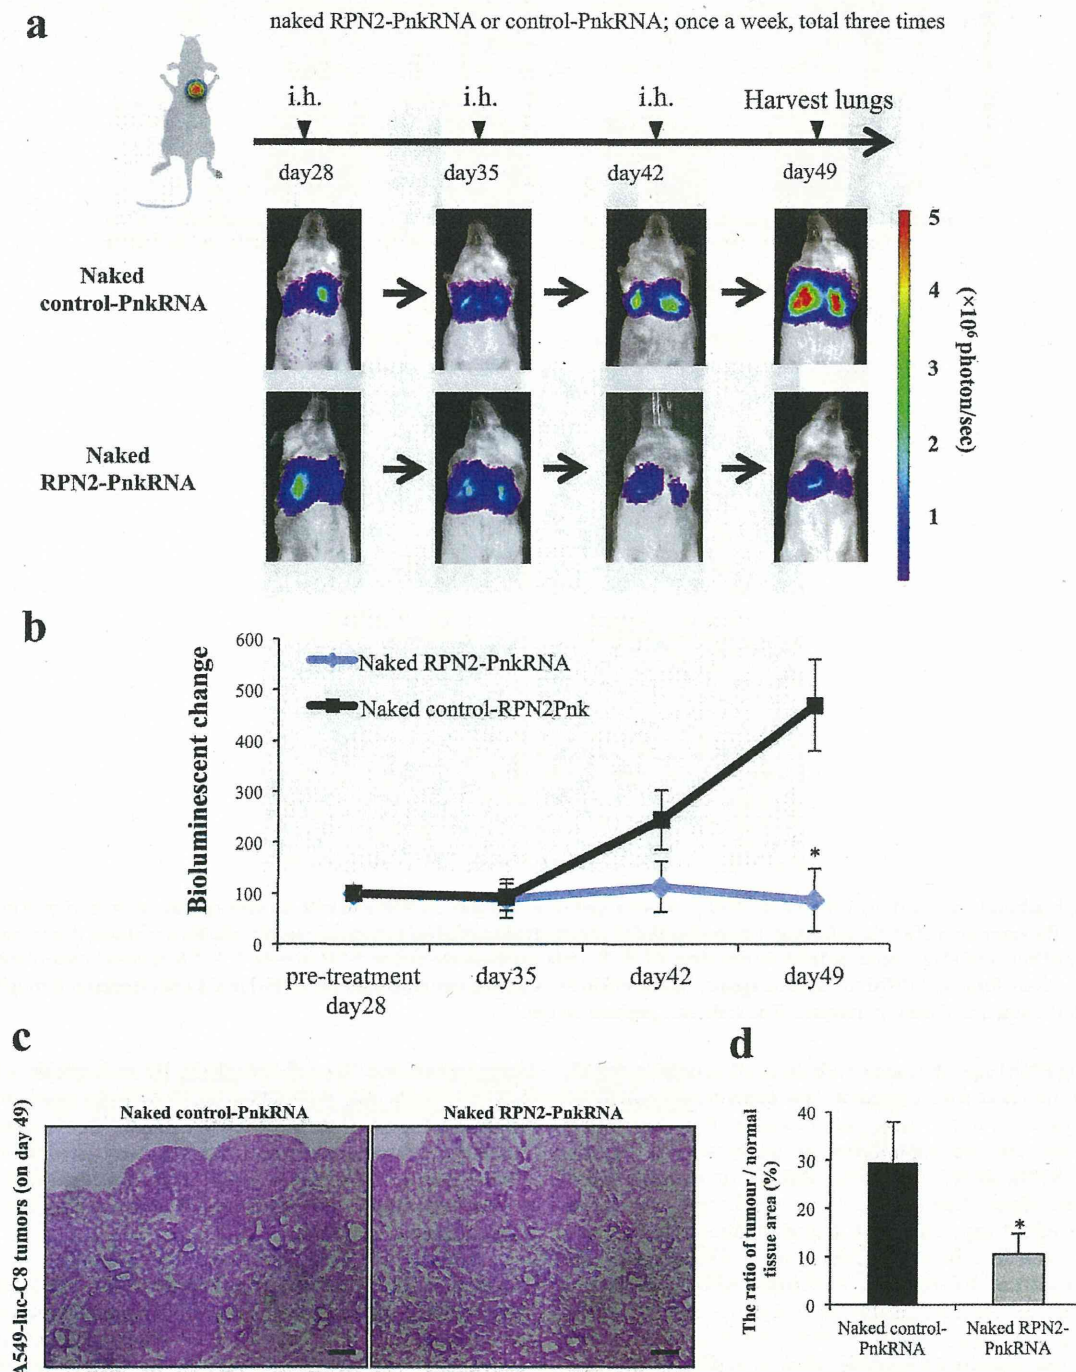 a
naked RPN2-PnkRNA or control-PnkRNA; once a week, total three times
i.h.
i.h.
i.h.
Harvest lungs
day28
day35
day42
day49
Naked
control-PnkRNA
Naked
RPN2-PnkRNA
5
4
3
2
1
(×10⁶ photon/sec)
b
Bioluminescent change
600
500
400
300
200
100
0
Naked RPN2-PnkRNA
Naked control-RPN2Pnk
*
pre-treatment
day28
day35
day42
day49
c
A549-luc-C8 tumors (on day 49)
Naked control-PnkRNA
Naked RPN2-PnkRNA
d
The ratio of tumour / normal
tissue area (%)
40
30
20
10
0
*
Naked control-
PnkRNA
Naked RPN2-
PnkRNA